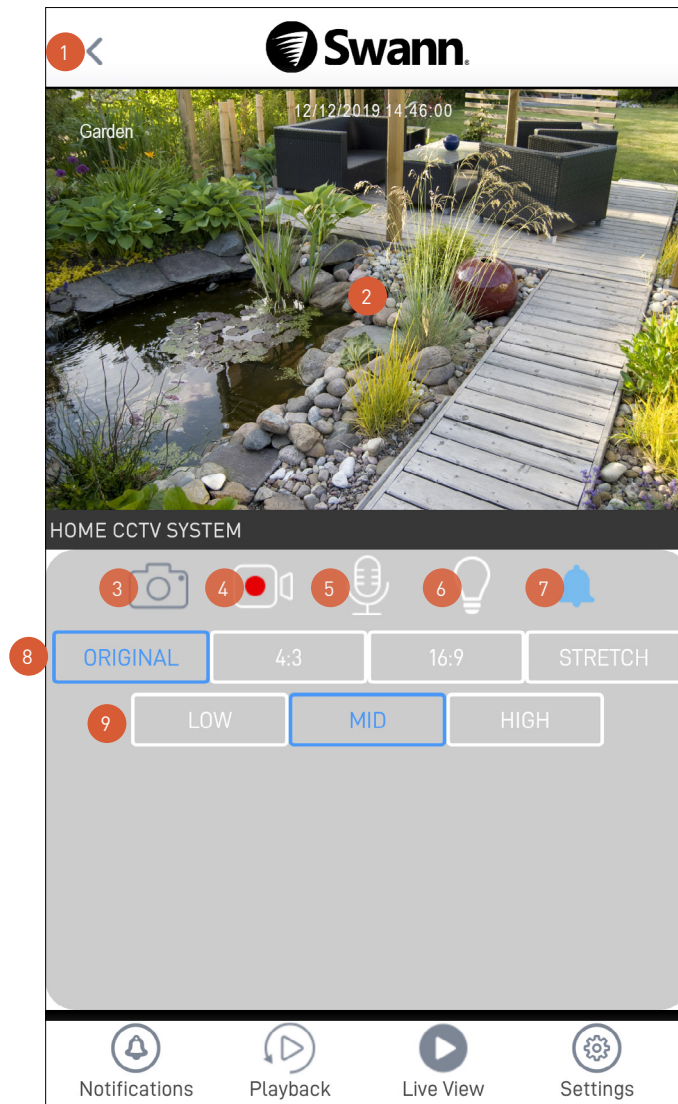 1
Swann
12/12/2019 14:46:00
Garden
2
HOME CCTV SYSTEM
3 4 5 6 7
8 ORIGINAL 4:3 16:9 STRETCH
9 LOW MID HIGH
Notifications Playback Live View Settings